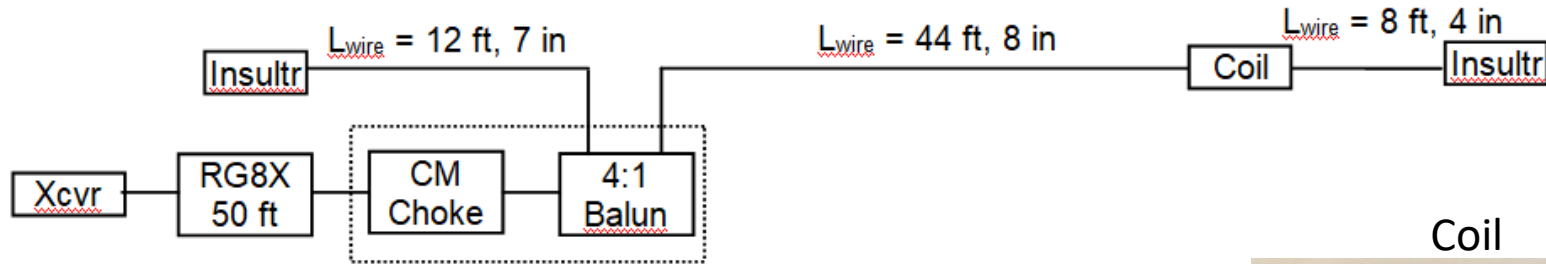 Lwire = 12 ft, 7 in
Lwire = 44 ft, 8 in
Lwire = 8 ft, 4 in
Insultr
Coil
Insultr
Xcvr
RG8X
50 ft
CM
Choke
4:1
Balun
Coil